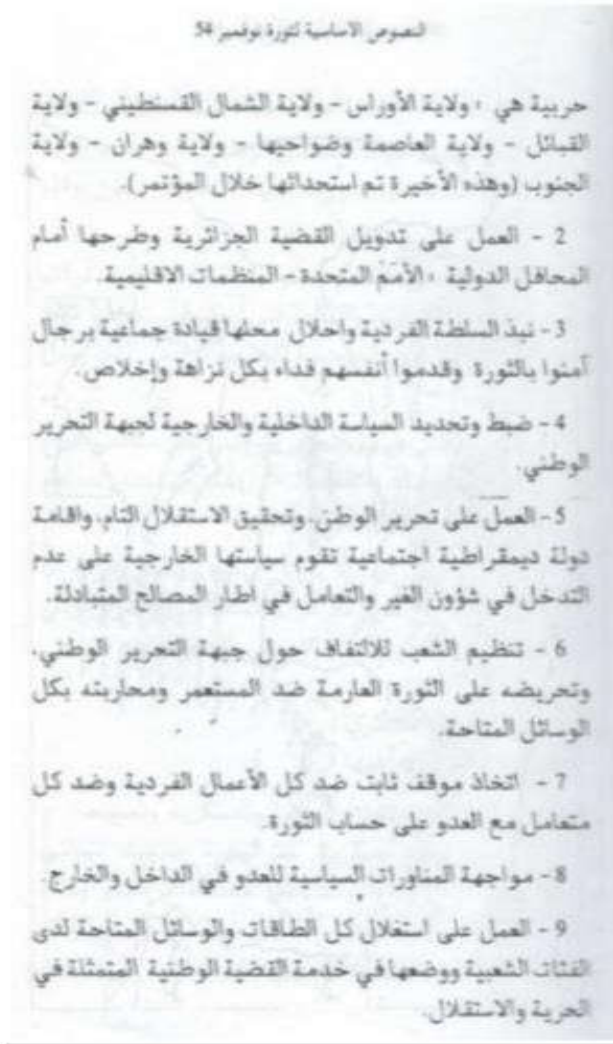 النصوص الأساسية لثورة نوفمبر 54
حربية هي : ولاية الأوراس - ولاية الشمال القسنطيني - ولاية
القبائل - ولاية العاصمة وضواحيها - ولاية وهران - ولاية
الجنوب (وهذه الأخيرة تم استحداثها خلال المؤتمر).
2 - العمل على تدويل القضية الجزائرية وطرحها أمام
المحافل الدولية : الأمم المتحدة - المنظمات الاقليمية.
3 - نبذ السلطة الفردية واحلال محلها قيادة جماعية برجال
آمنوا بالثورة وقدموا أنفسهم فداء بكل نزاهة وإخلاص.
4 - ضبط وتحديد السياسة الداخلية والخارجية لجبهة التحرير
الوطني.
5 - العمل على تحرير الوطن، وتحقيق الاستقلال التام، واقامة
دولة ديمقراطية اجتماعية تقوم سياستها الخارجية على عدم
التدخل في شؤون الغير والتعامل في اطار المصالح المتبادلة.
6 - تنظيم الشعب للالتفاف حول جبهة التحرير الوطني،
وتحريضه على الثورة العارمة ضد المستعمر ومحاربته بكل
الوسائل المتاحة.
7 - اتخاذ موقف ثابت ضد كل الأعمال الفردية وضد كل
متعامل مع العدو على حساب الثورة.
8 - مواجهة المناورات السياسية للعدو في الداخل والخارج.
9 - العمل على استغلال كل الطاقات والوسائل المتاحة لدى
الفئات الشعبية ووضعها في خدمة القضية الوطنية المتمثلة في
الحرية والاستقلال.